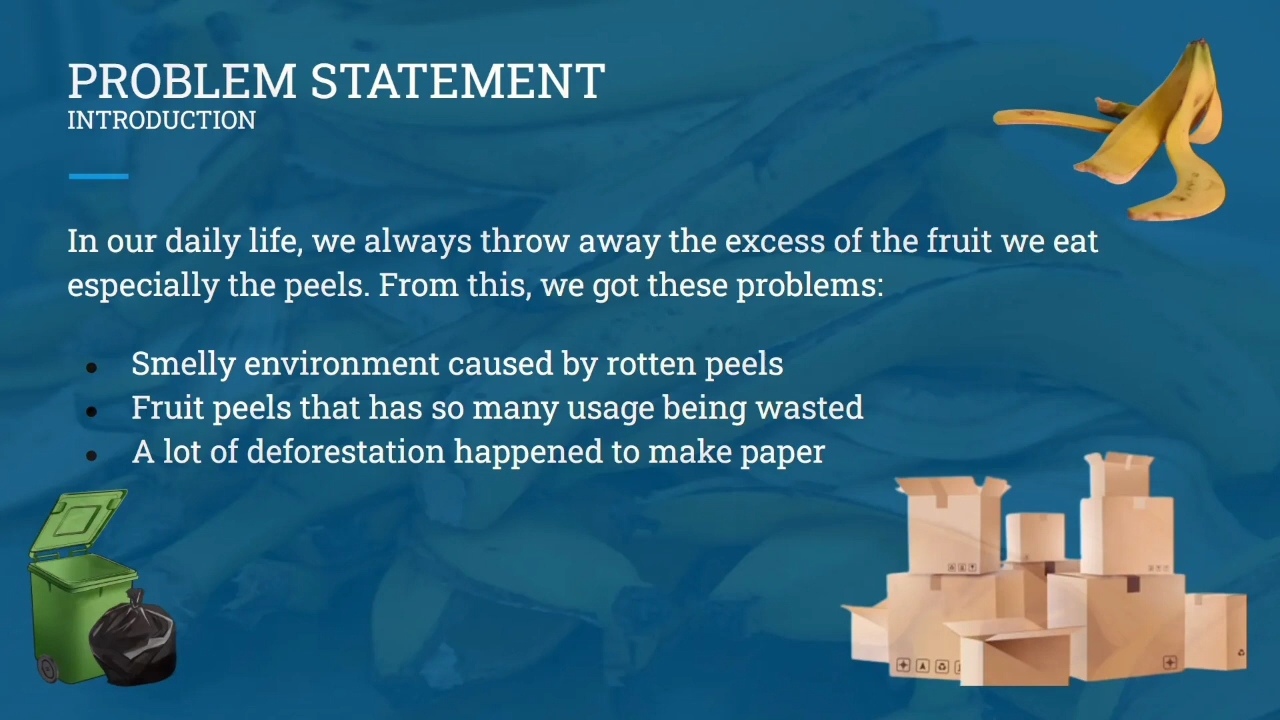 PROBLEM STATEMENT
INTRODUCTION
In our daily life, we always throw away the excess of the fruit we eat
especially the peels. From this, we got these problems:
● Smelly environment caused by rotten peels
● Fruit peels that has so many usage being wasted
● A lot of deforestation happened to make paper